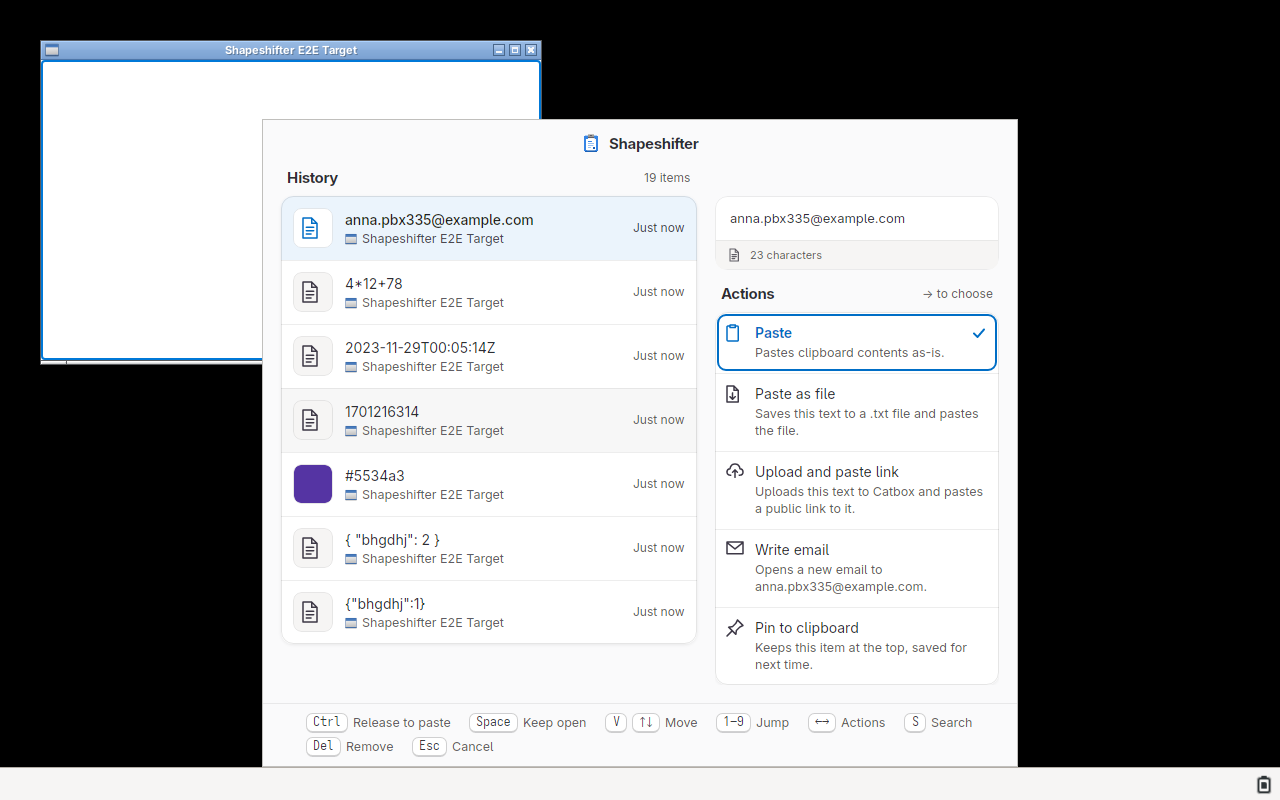 Shapeshifter E2E Target
Shapeshifter
History
19 items
anna.pbx335@example.com
Shapeshifter E2E Target
Just now
4*12+78
Shapeshifter E2E Target
Just now
2023-11-29T00:05:14Z
Shapeshifter E2E Target
Just now
1701216314
Shapeshifter E2E Target
Just now
#5534a3
Shapeshifter E2E Target
Just now
{ "bhgdhj": 2 }
Shapeshifter E2E Target
Just now
{"bhgdhj":1}
Shapeshifter E2E Target
Just now
anna.pbx335@example.com
23 characters
Actions
→ to choose
Paste
Pastes clipboard contents as-is.
Paste as file
Saves this text to a .txt file and pastes
the file.
Upload and paste link
Uploads this text to Catbox and pastes
a public link to it.
Write email
Opens a new email to
anna.pbx335@example.com.
Pin to clipboard
Keeps this item at the top, saved for
next time.
Ctrl Release to paste Space Keep open V ↑↓ Move 1–9 Jump ↔ Actions S Search
Del Remove Esc Cancel